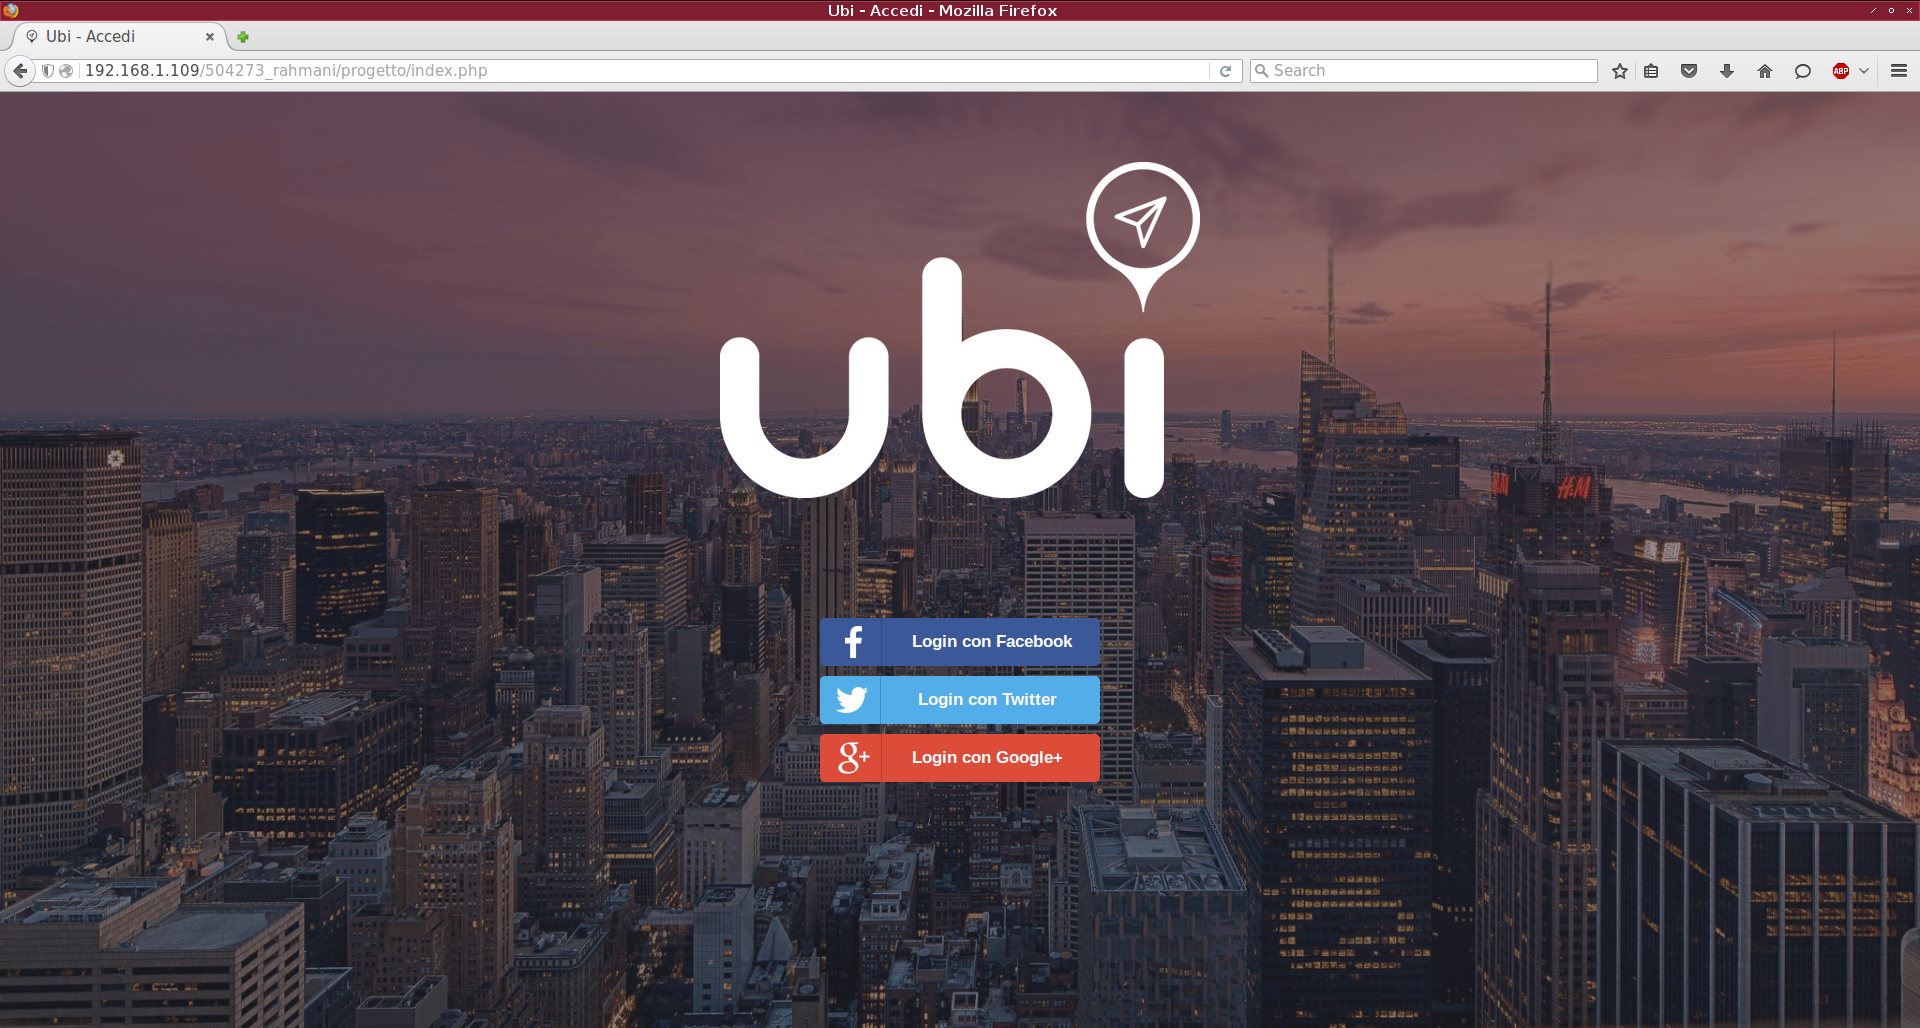 Ubi - Accedi - Mozilla Firefox
Ubi - Accedi
192.168.1.109/504273_rahmani/progetto/index.php
Search
ABP
ubi
H&M
Login con Facebook
Login con Twitter
g+ Login con Google+